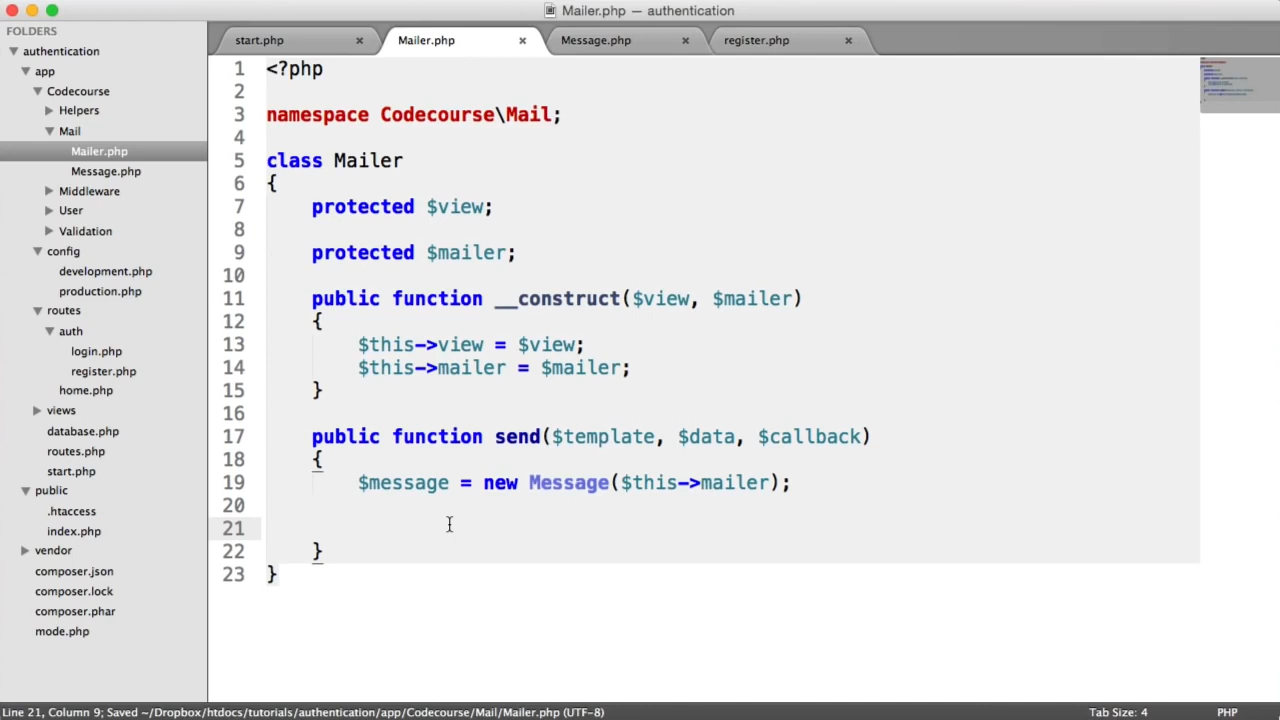 Mailer.php — authentication
FOLDERS
authentication
app
Codecourse
Helpers
Mail
Mailer.php
Message.php
Middleware
User
Validation
config
development.php
production.php
routes
auth
login.php
register.php
home.php
views
database.php
routes.php
start.php
public
.htaccess
index.php
vendor
composer.json
composer.lock
composer.phar
mode.php
start.php × Mailer.php × Message.php × register.php ×
1 <?php
2
3 namespace Codecourse\Mail;
4
5 class Mailer
6 {
7 protected $view;
8
9 protected $mailer;
10
11 public function __construct($view, $mailer)
12 {
13 $this->view = $view;
14 $this->mailer = $mailer;
15 }
16
17 public function send($template, $data, $callback)
18 {
19 $message = new Message($this->mailer);
20
21
22 }
23 }
Line 21, Column 9; Saved ~/Dropbox/htdocs/tutorials/authentication/app/Codecourse/Mail/Mailer.php (UTF-8) Tab Size: 4 PHP